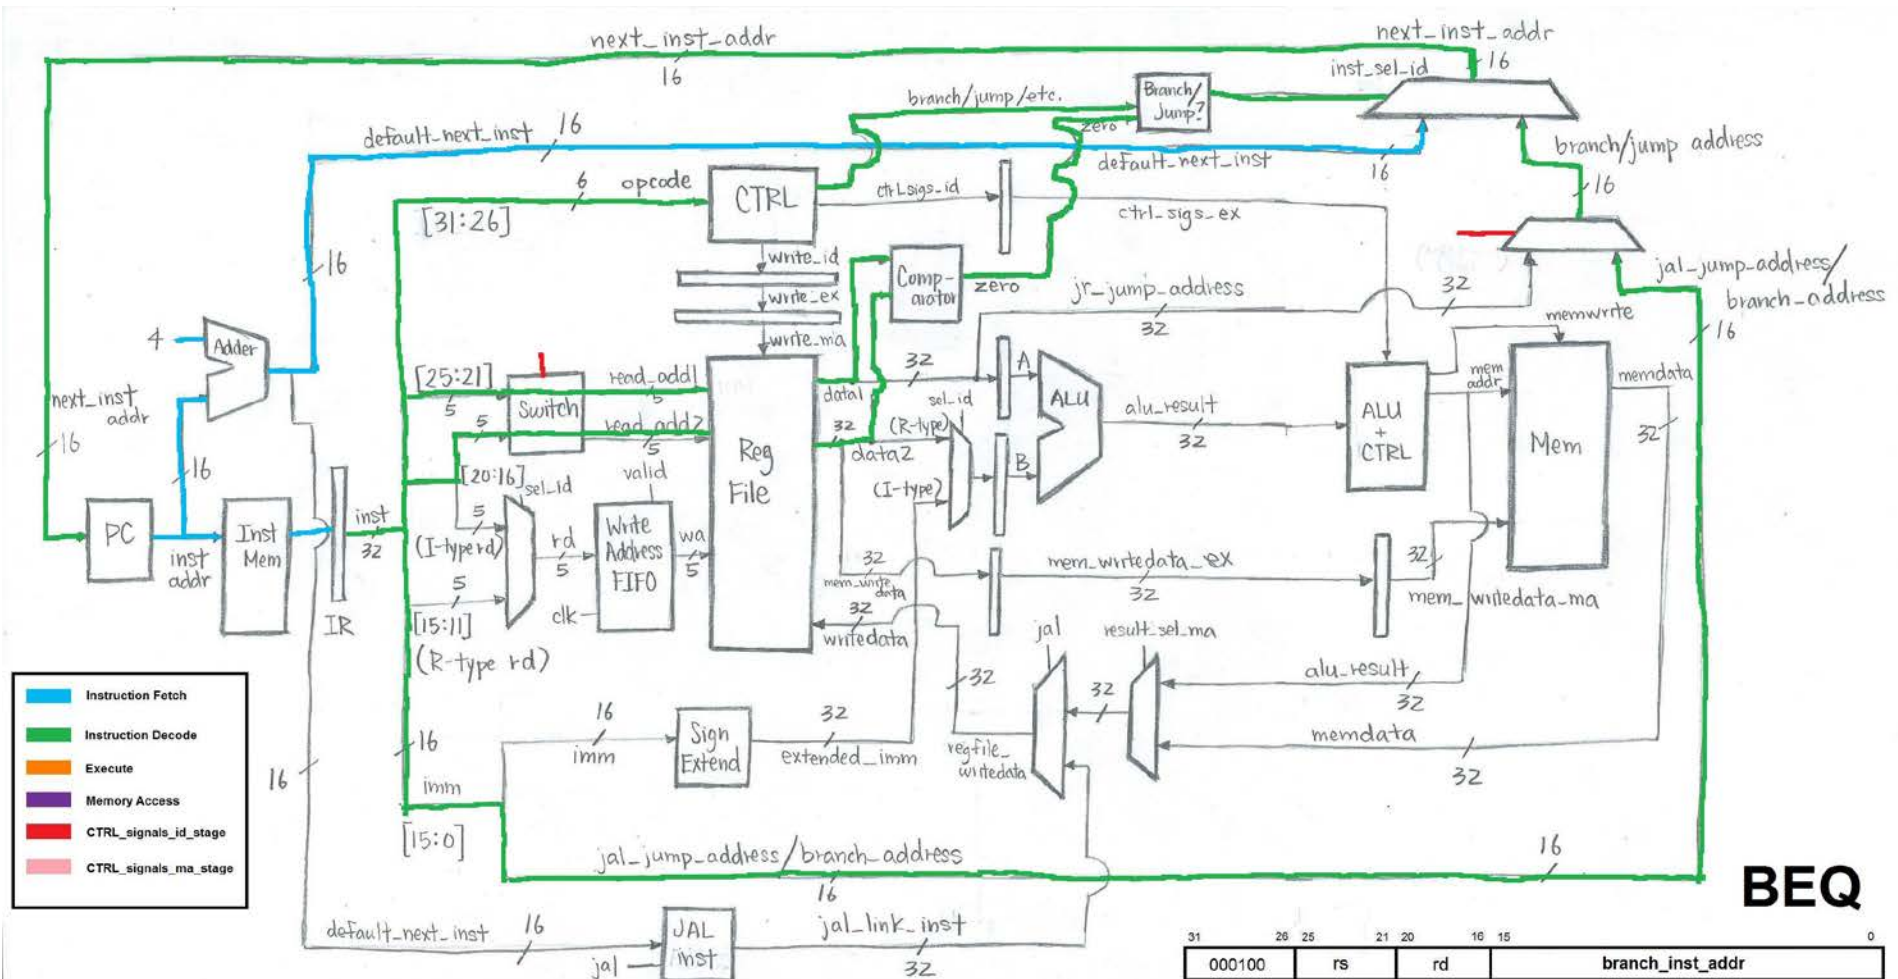 next_inst_addr
16
next_inst_addr
16
inst_sel_id
branch/jump/etc.
Branch/
Jump?
zero
default_next_inst
16
default_next_inst
16
branch/jump address
16
6
opcode
[31:26]
CTRL
ctrlsigs_id
ctrl_sigs_ex
16
write_id
write_ex
write_ma
Comp-
arator
zero
jr_jump_address
32
32
jal_jump_address/
branch_address
16
memwrite
4
Adder
next_inst
addr
16
16
[25:21]
5
Switch
read_add1
5
5
read_add2
5
[20:16]
data1
32
32
data2
sel_id
(R-type)
(I-type)
A
B
ALU
alu_result
32
ALU
+
CTRL
mem
addr
Mem
memdata
32
Reg
File
valid
sel_id
PC
inst
addr
Inst
Mem
IR
inst
32
5
(I-type rd)
5
[15:11]
(R-type rd)
rd
5
Write
Address
FIFO
clk
wa
5
32
mem_write
data
mem_writedata_ex
32
32
mem_writedata_ma
32
writedata
jal
result_sel_ma
32
32
alu_result
32
memdata
32
regfile_
writedata
16
imm
Sign
Extend
32
extended_imm
16
imm
[15:0]
16
jal_jump_address/branch_address
16
16
default_next_inst
16
jal
JAL
inst
jal_link_inst
32
Instruction Fetch
Instruction Decode
Execute
Memory Access
CTRL_signals_id_stage
CTRL_signals_ma_stage
BEQ
31 26 25 21 20 16 15 0
000100 rs rd branch_inst_addr